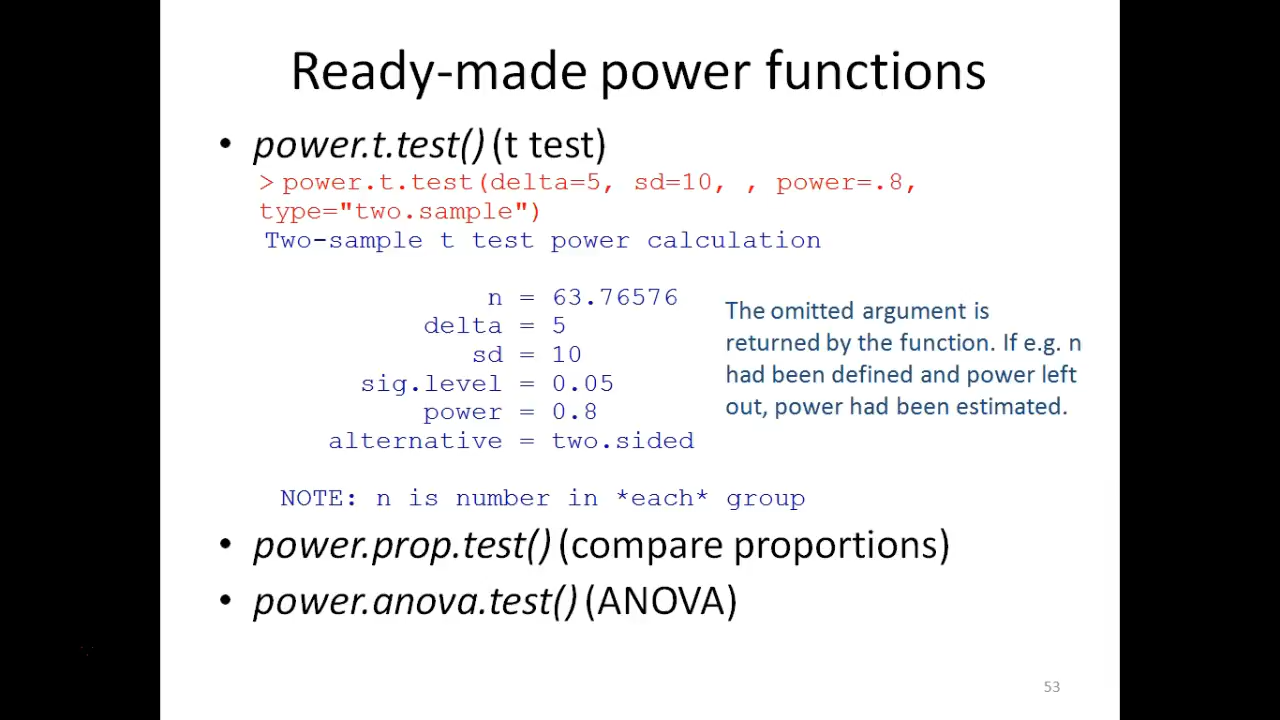 Ready-made power functions
• power.t.test() (t test)
> power.t.test(delta=5, sd=10, , power=.8,
type="two.sample")
Two-sample t test power calculation
n = 63.76576
delta = 5
sd = 10
sig.level = 0.05
power = 0.8
alternative = two.sided
The omitted argument is
returned by the function. If e.g. n
had been defined and power left
out, power had been estimated.
NOTE: n is number in *each* group
• power.prop.test() (compare proportions)
• power.anova.test() (ANOVA)
53